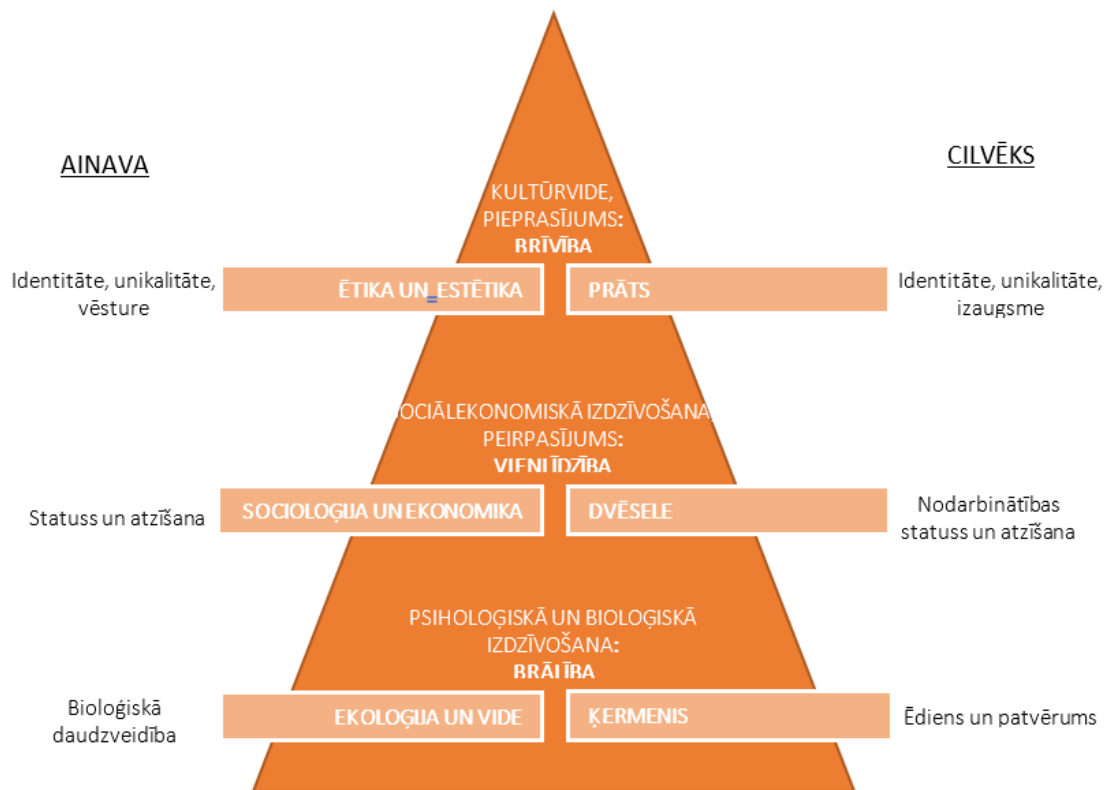 AINAVA
CILVĒKS
KULTŪRVIDE,
PIEPRASĪJUMS:
BRĪVĪBA
Identitāte, unikalitāte,
vēsture
ĒTIKA UN ESTĒTIKA
PRĀTS
Identitāte, unikalitāte,
izaugsme
SOCIĀLEKONOMISKĀ IZDZĪVOŠANA,
PEIRPASĪJUMS:
VIENLĪDZĪBA
Statuss un atzīšana
SOCIOLOĢIJA UN EKONOMIKA
DVĒSELE
Nodarbinātības
statuss un atzīšana
PSIHOLOĢISKĀ UN BIOLOĢISKĀ
IZDZĪVOŠANA:
BRĀLĪBA
Bioloģiskā
daudzveidība
EKOLOĢIJA UN VIDE
ĶERMENIS
Ēdiens un patvērums